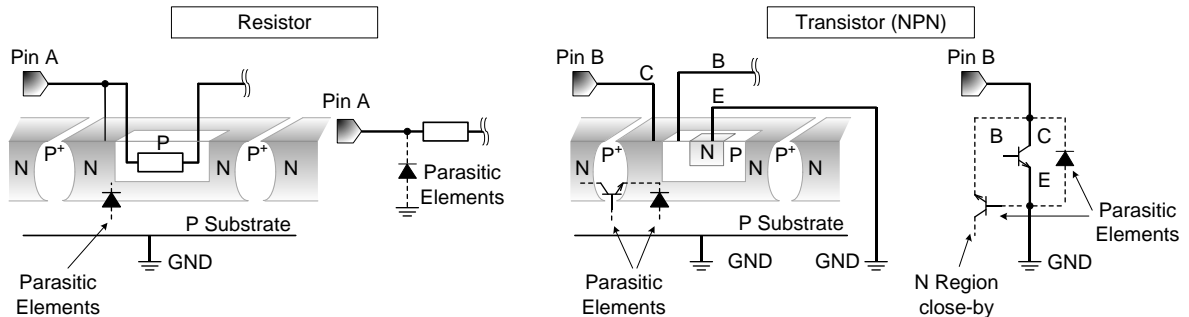 Resistor
Transistor (NPN)
Pin A
Pin B
Pin B
C
B
E
Pin A
N
P+
N
P
P+
N
N
P+
N
P
P+
N
N
B
C
E
Parasitic
Elements
P Substrate
GND
Parasitic
Elements
P Substrate
GND
GND
Parasitic
Elements
Parasitic
Elements
GND
N Region
close-by